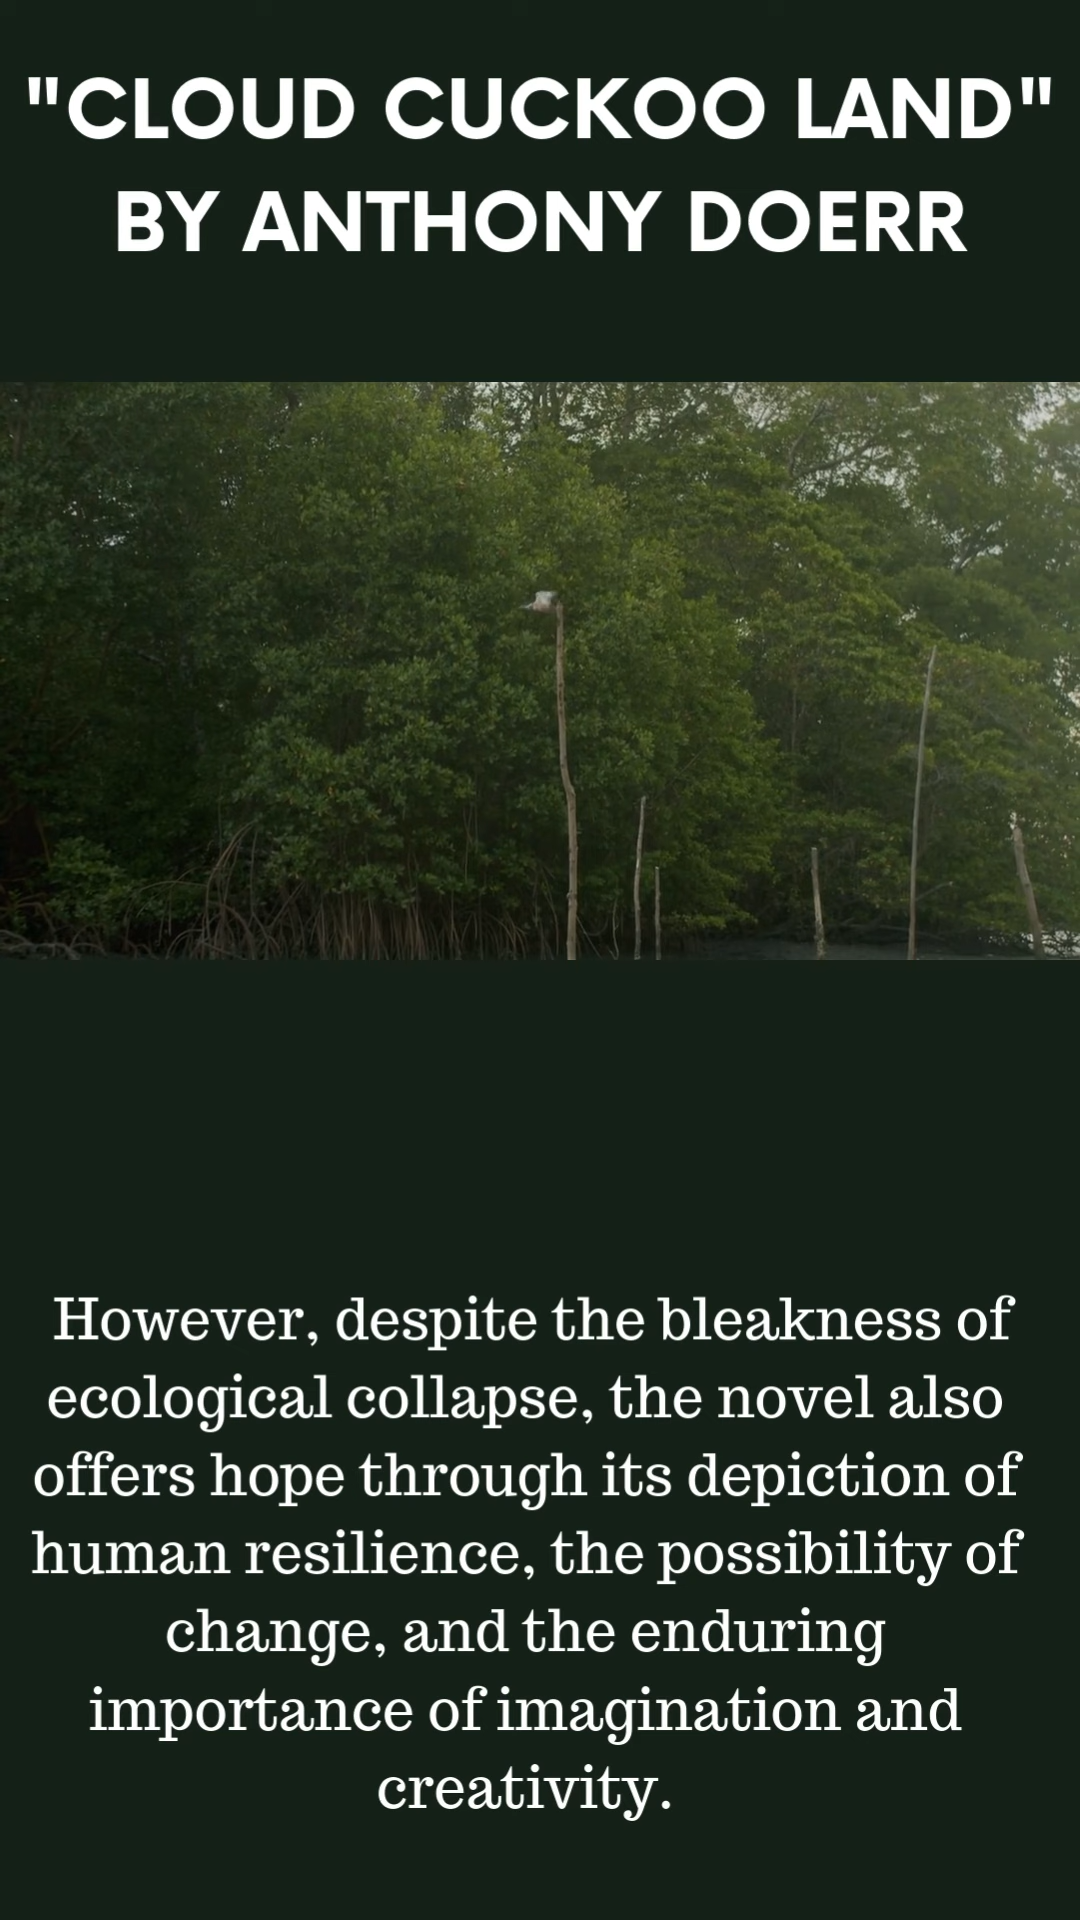 "CLOUD CUCKOO LAND"
BY ANTHONY DOERR
However, despite the bleakness of
ecological collapse, the novel also
offers hope through its depiction of
human resilience, the possibility of
change, and the enduring
importance of imagination and
creativity.